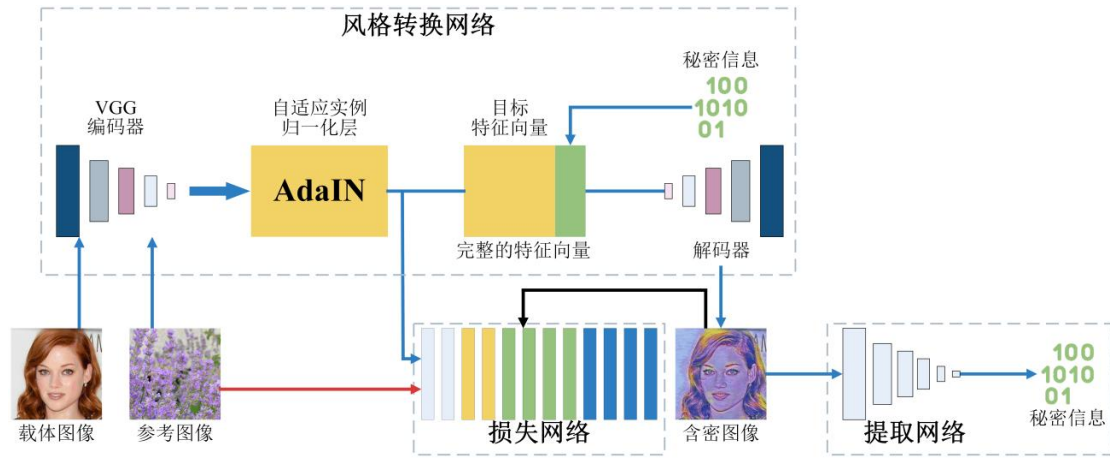 风格转换网络
秘密信息
100
1010
01
VGG
编码器
自适应实例
归一化层
目标
特征向量
AdaIN
完整的特征向量
解码器
载体图像
参考图像
损失网络
含密图像
提取网络
100
1010
01
秘密信息